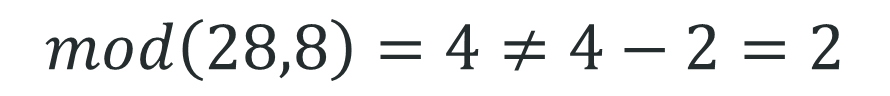 mod(28,8) = 4 ≠ 4 − 2 = 2